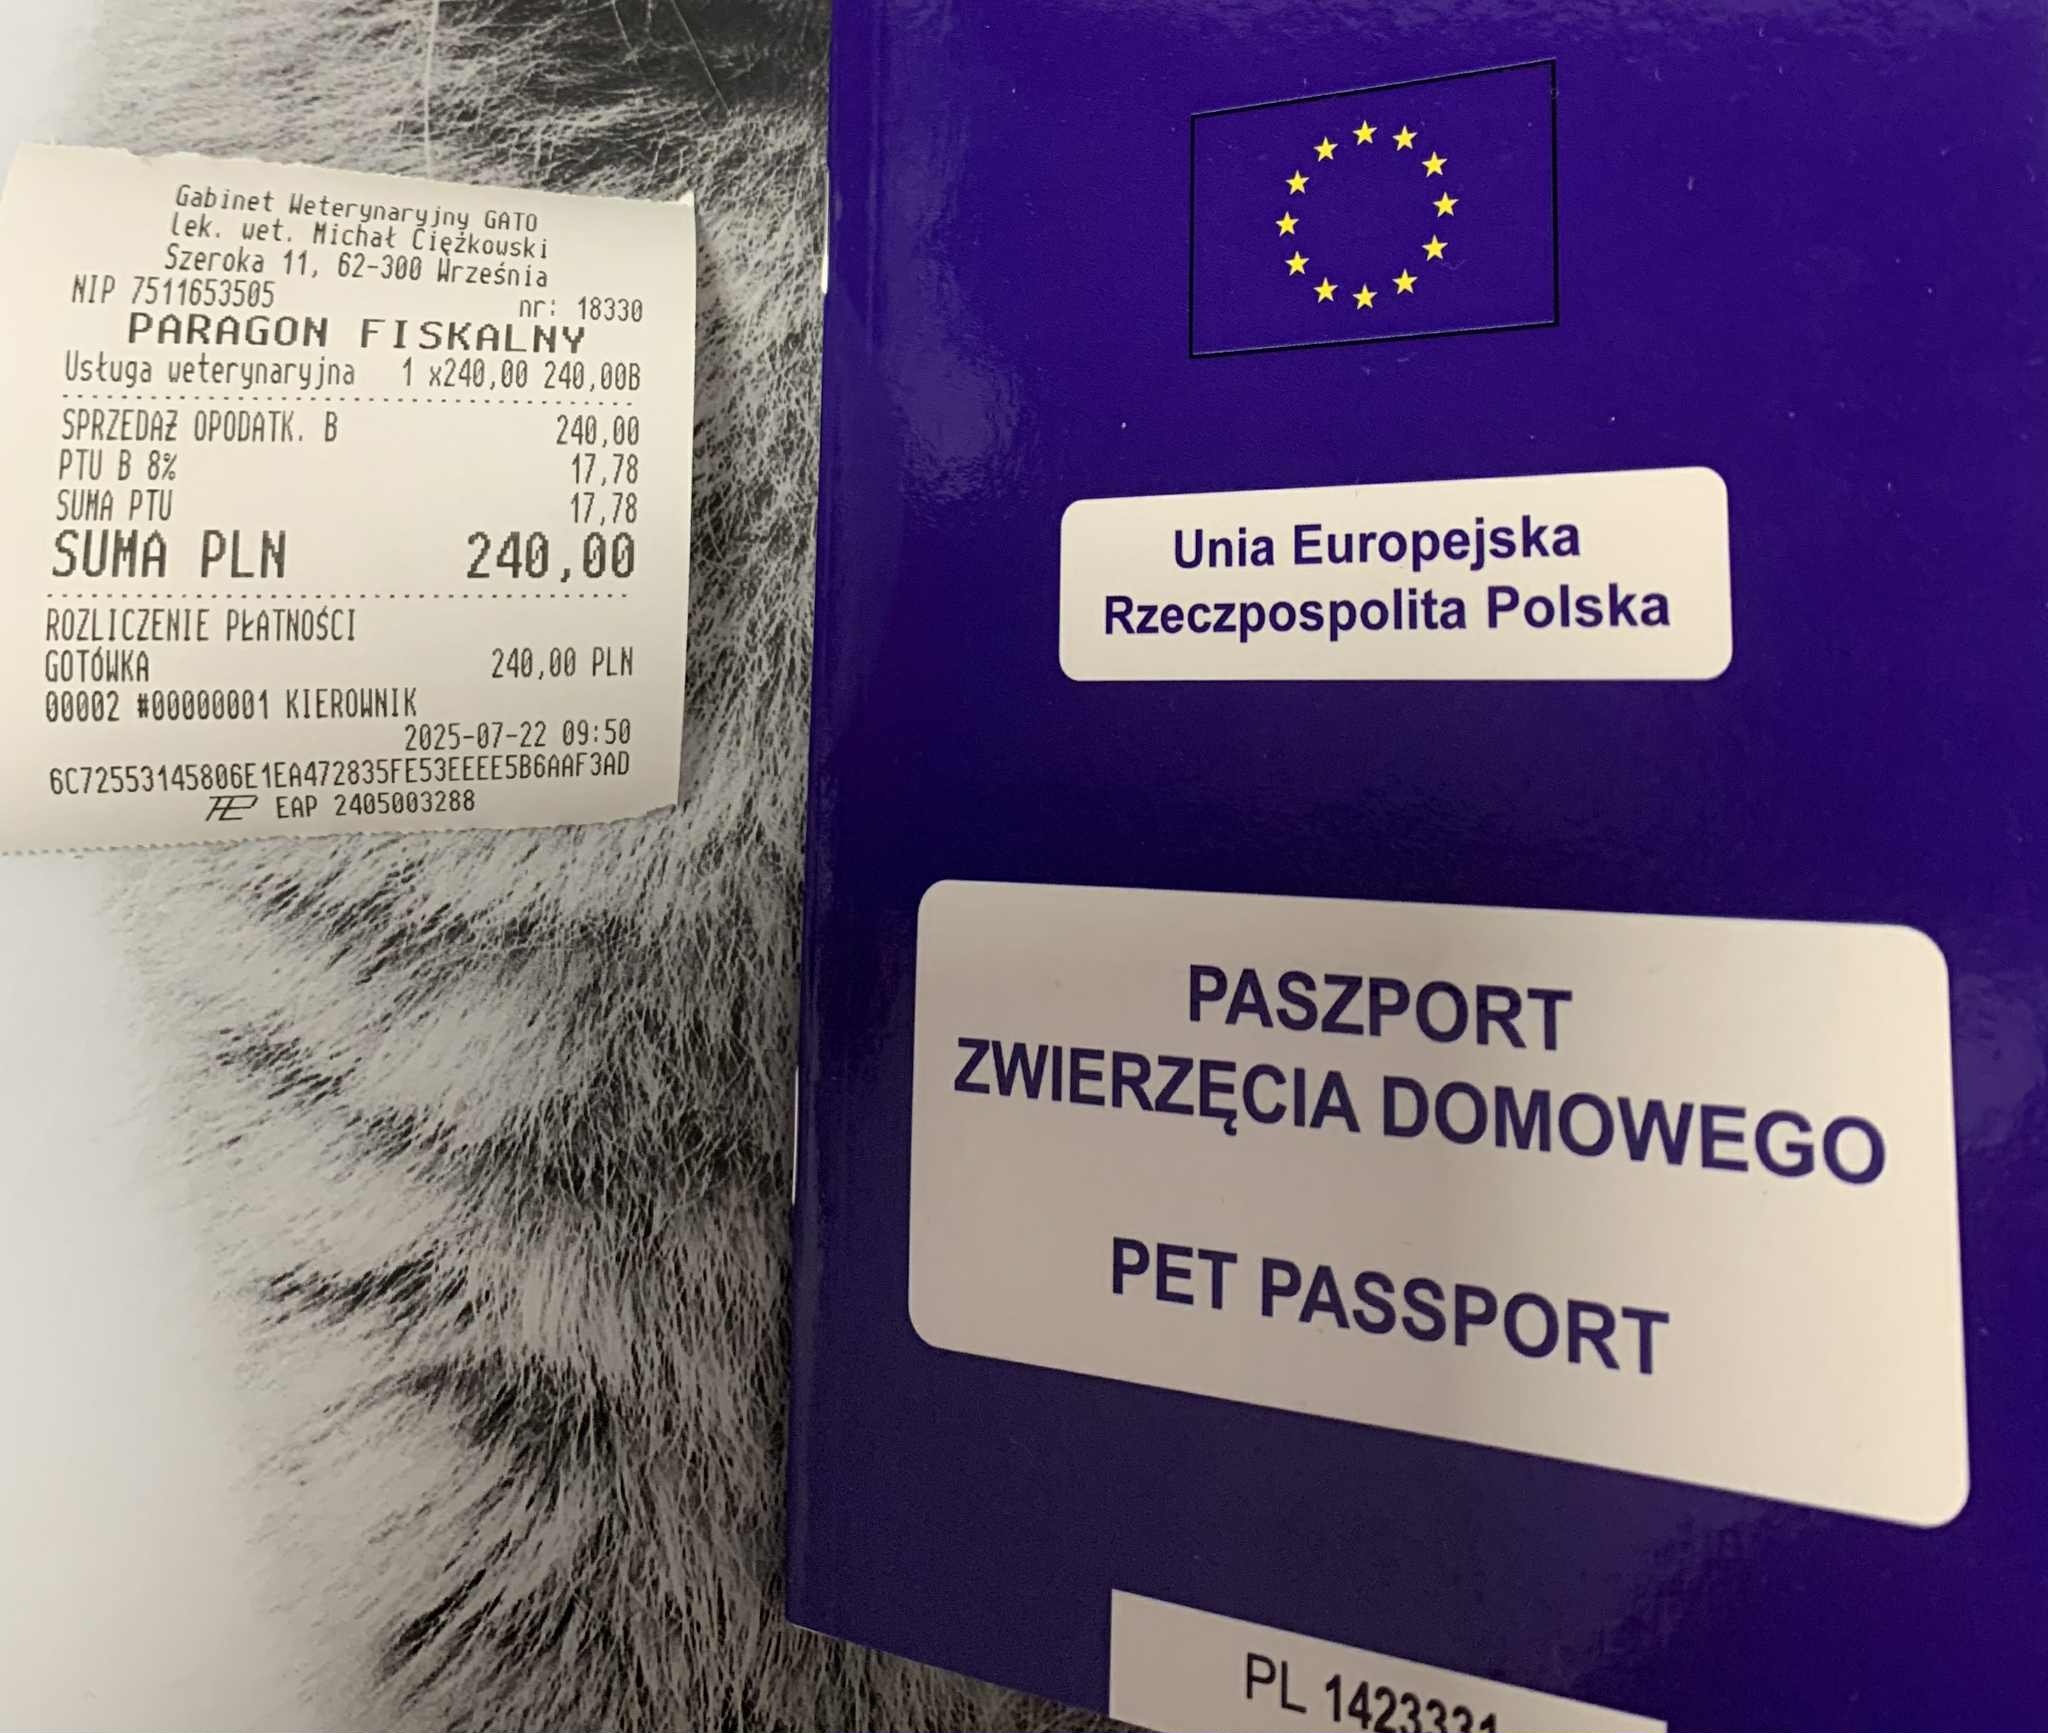 Gabinet Weterynaryjny GATO
lek. wet. Michał Ciężkowski
Szeroka 11, 62-300 Września
NIP 7511653505 nr: 18330
PARAGON FISKALNY
Usługa weterynaryjna 1 x240,00 240,00B
SPRZEDAŻ OPODATK. B 240,00
PTU B 8% 17,78
SUMA PTU 17,78
SUMA PLN 240,00
ROZLICZENIE PŁATNOŚCI
GOTÓWKA 240,00 PLN
00002 #00000001 KIEROWNIK
2025-07-22 09:50
6C72553145806E1EA472835FE53EEEE5B6AAF3AD
EAP 2405003288
Unia Europejska
Rzeczpospolita Polska
PASZPORT
ZWIERZĘCIA DOMOWEGO
PET PASSPORT
PL 1423331